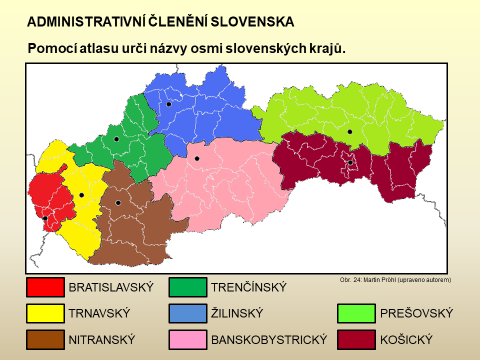 ADMINISTRATIVNÍ ČLENĚNÍ SLOVENSKA
Pomocí atlasu urči názvy osmi slovenských krajů.
Obr. 24: Martin Pröhl (upraveno autorem)
BRATISLAVSKÝ
TRENČÍNSKÝ
TRNAVSKÝ
ŽILINSKÝ
PREŠOVSKÝ
NITRANSKÝ
BANSKOBYSTRICKÝ
KOŠICKÝ